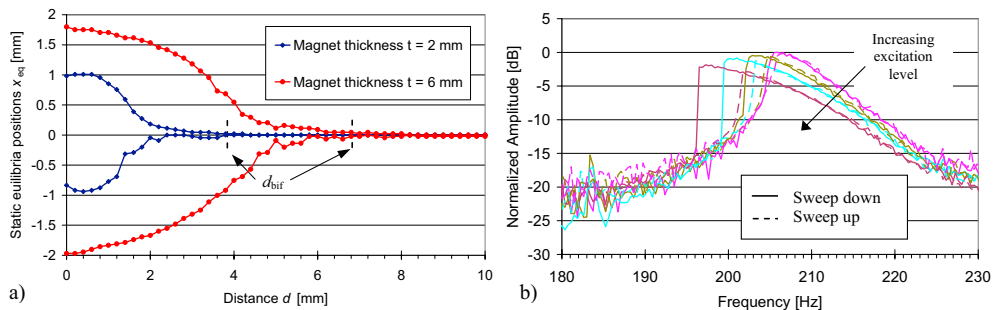 Static euilibria positions x eq [mm]
2
1.5
1
0.5
0
-0.5
-1
-1.5
-2
Magnet thickness t = 2 mm
Magnet thickness t = 6 mm
dbif
0 2 4 6 8 10
Distance d [mm]
a)
Normalized Amplitude [dB]
5
0
-5
-10
-15
-20
-25
-30
Increasing
excitation
level
Sweep down
Sweep up
180 190 200 210 220 230
Frequency [Hz]
b)